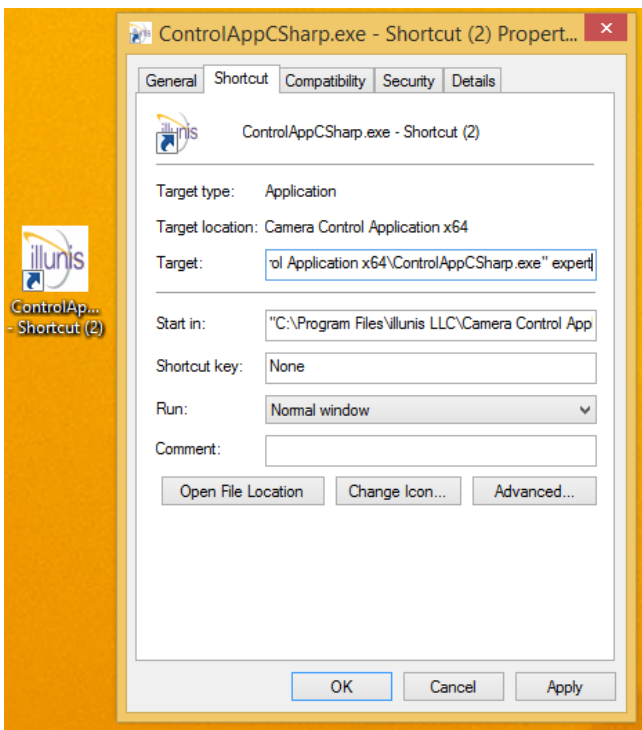 ControlAppCSharp.exe - Shortcut (2) Propert...
General Shortcut Compatibility Security Details
illunis
ControlAppCSharp.exe - Shortcut (2)
Target type: Application
Target location: Camera Control Application x64
Target: ol Application x64\ControlAppCSharp.exe" expert
illunis
ControlAp...
- Shortcut (2)
Start in: "C:\Program Files\illunis LLC\Camera Control Appl
Shortcut key: None
Run: Normal window
Comment:
Open File Location Change Icon... Advanced...
OK Cancel Apply